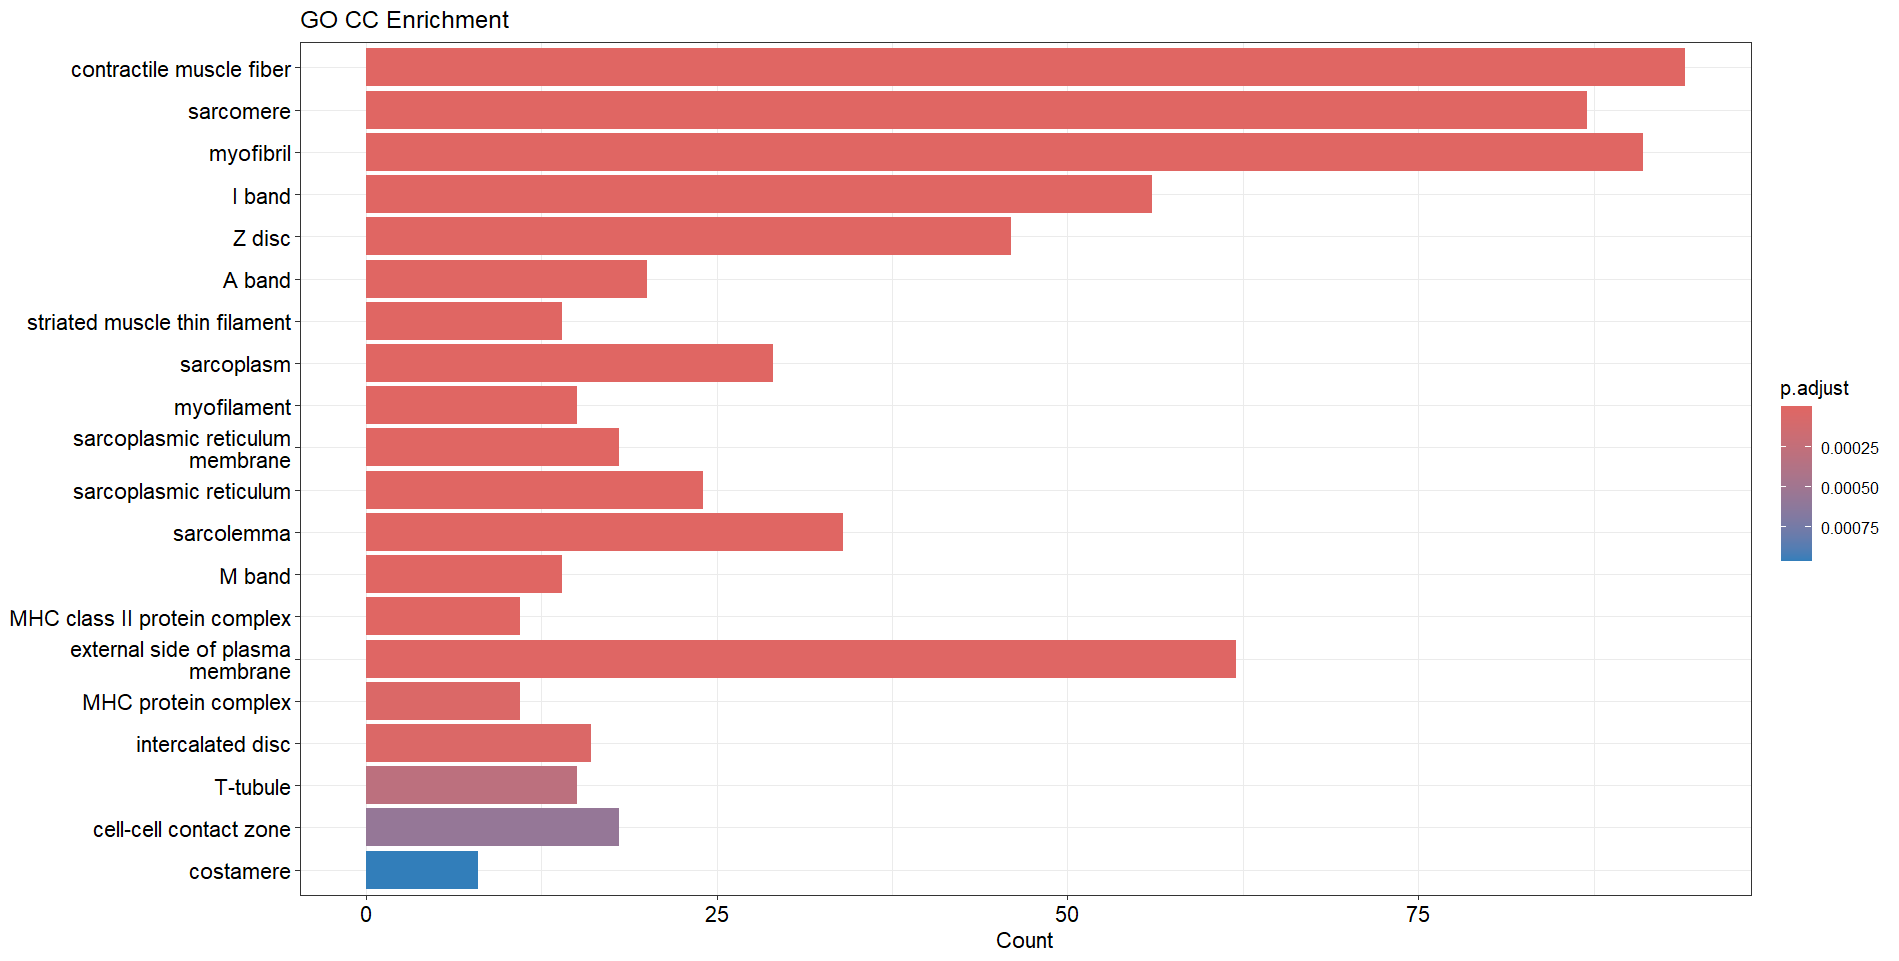 GO CC Enrichment
contractile muscle fiber
sarcomere
myofibril
I band
Z disc
A band
striated muscle thin filament
sarcoplasm
myofilament
sarcoplasmic reticulum
membrane
sarcoplasmic reticulum
sarcolemma
M band
MHC class II protein complex
external side of plasma
membrane
MHC protein complex
intercalated disc
T-tubule
cell-cell contact zone
costamere
0 25 50 75
Count
p.adjust
0.00025
0.00050
0.00075